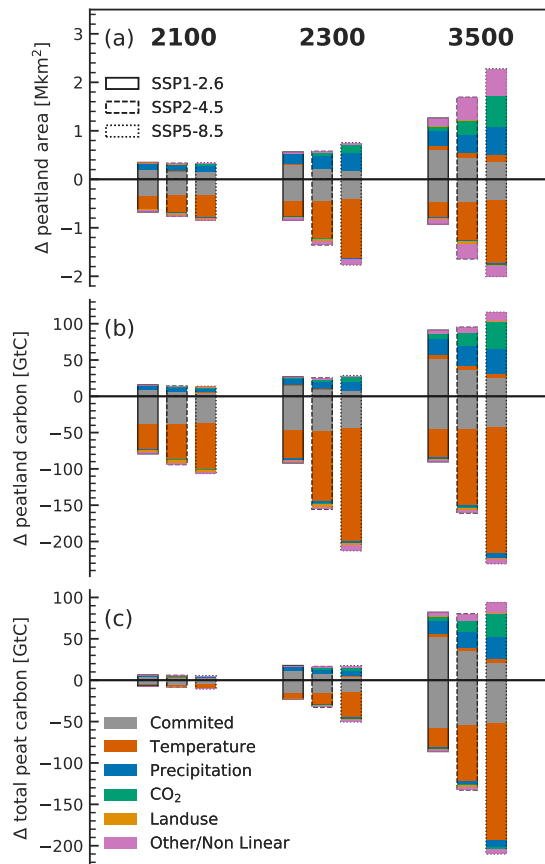 (a) 2100 2300 3500
SSP1-2.6
SSP2-4.5
SSP5-8.5
Δ peatland area [Mkm²]
3
2
1
0
−1
−2
(b)
Δ peatland carbon [GtC]
100
50
0
−50
−100
−150
−200
(c)
Δ total peat carbon [GtC]
100
50
0
−50
−100
−150
−200
Commited
Temperature
Precipitation
CO₂
Landuse
Other/Non Linear